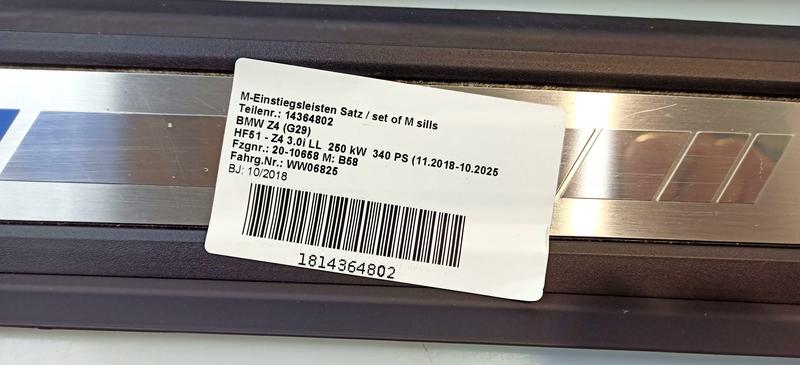 M-Einstiegsleisten Satz / set of M sills
Teilenr.: 14364802
BMW Z4 (G29)
HF51 - Z4 3.0i LL 250 kW 340 PS (11.2018-10.2025
Fzgnr.: 20-10658 M: B58
Fahrg.Nr.: WW06825
BJ: 10/2018
1814364802